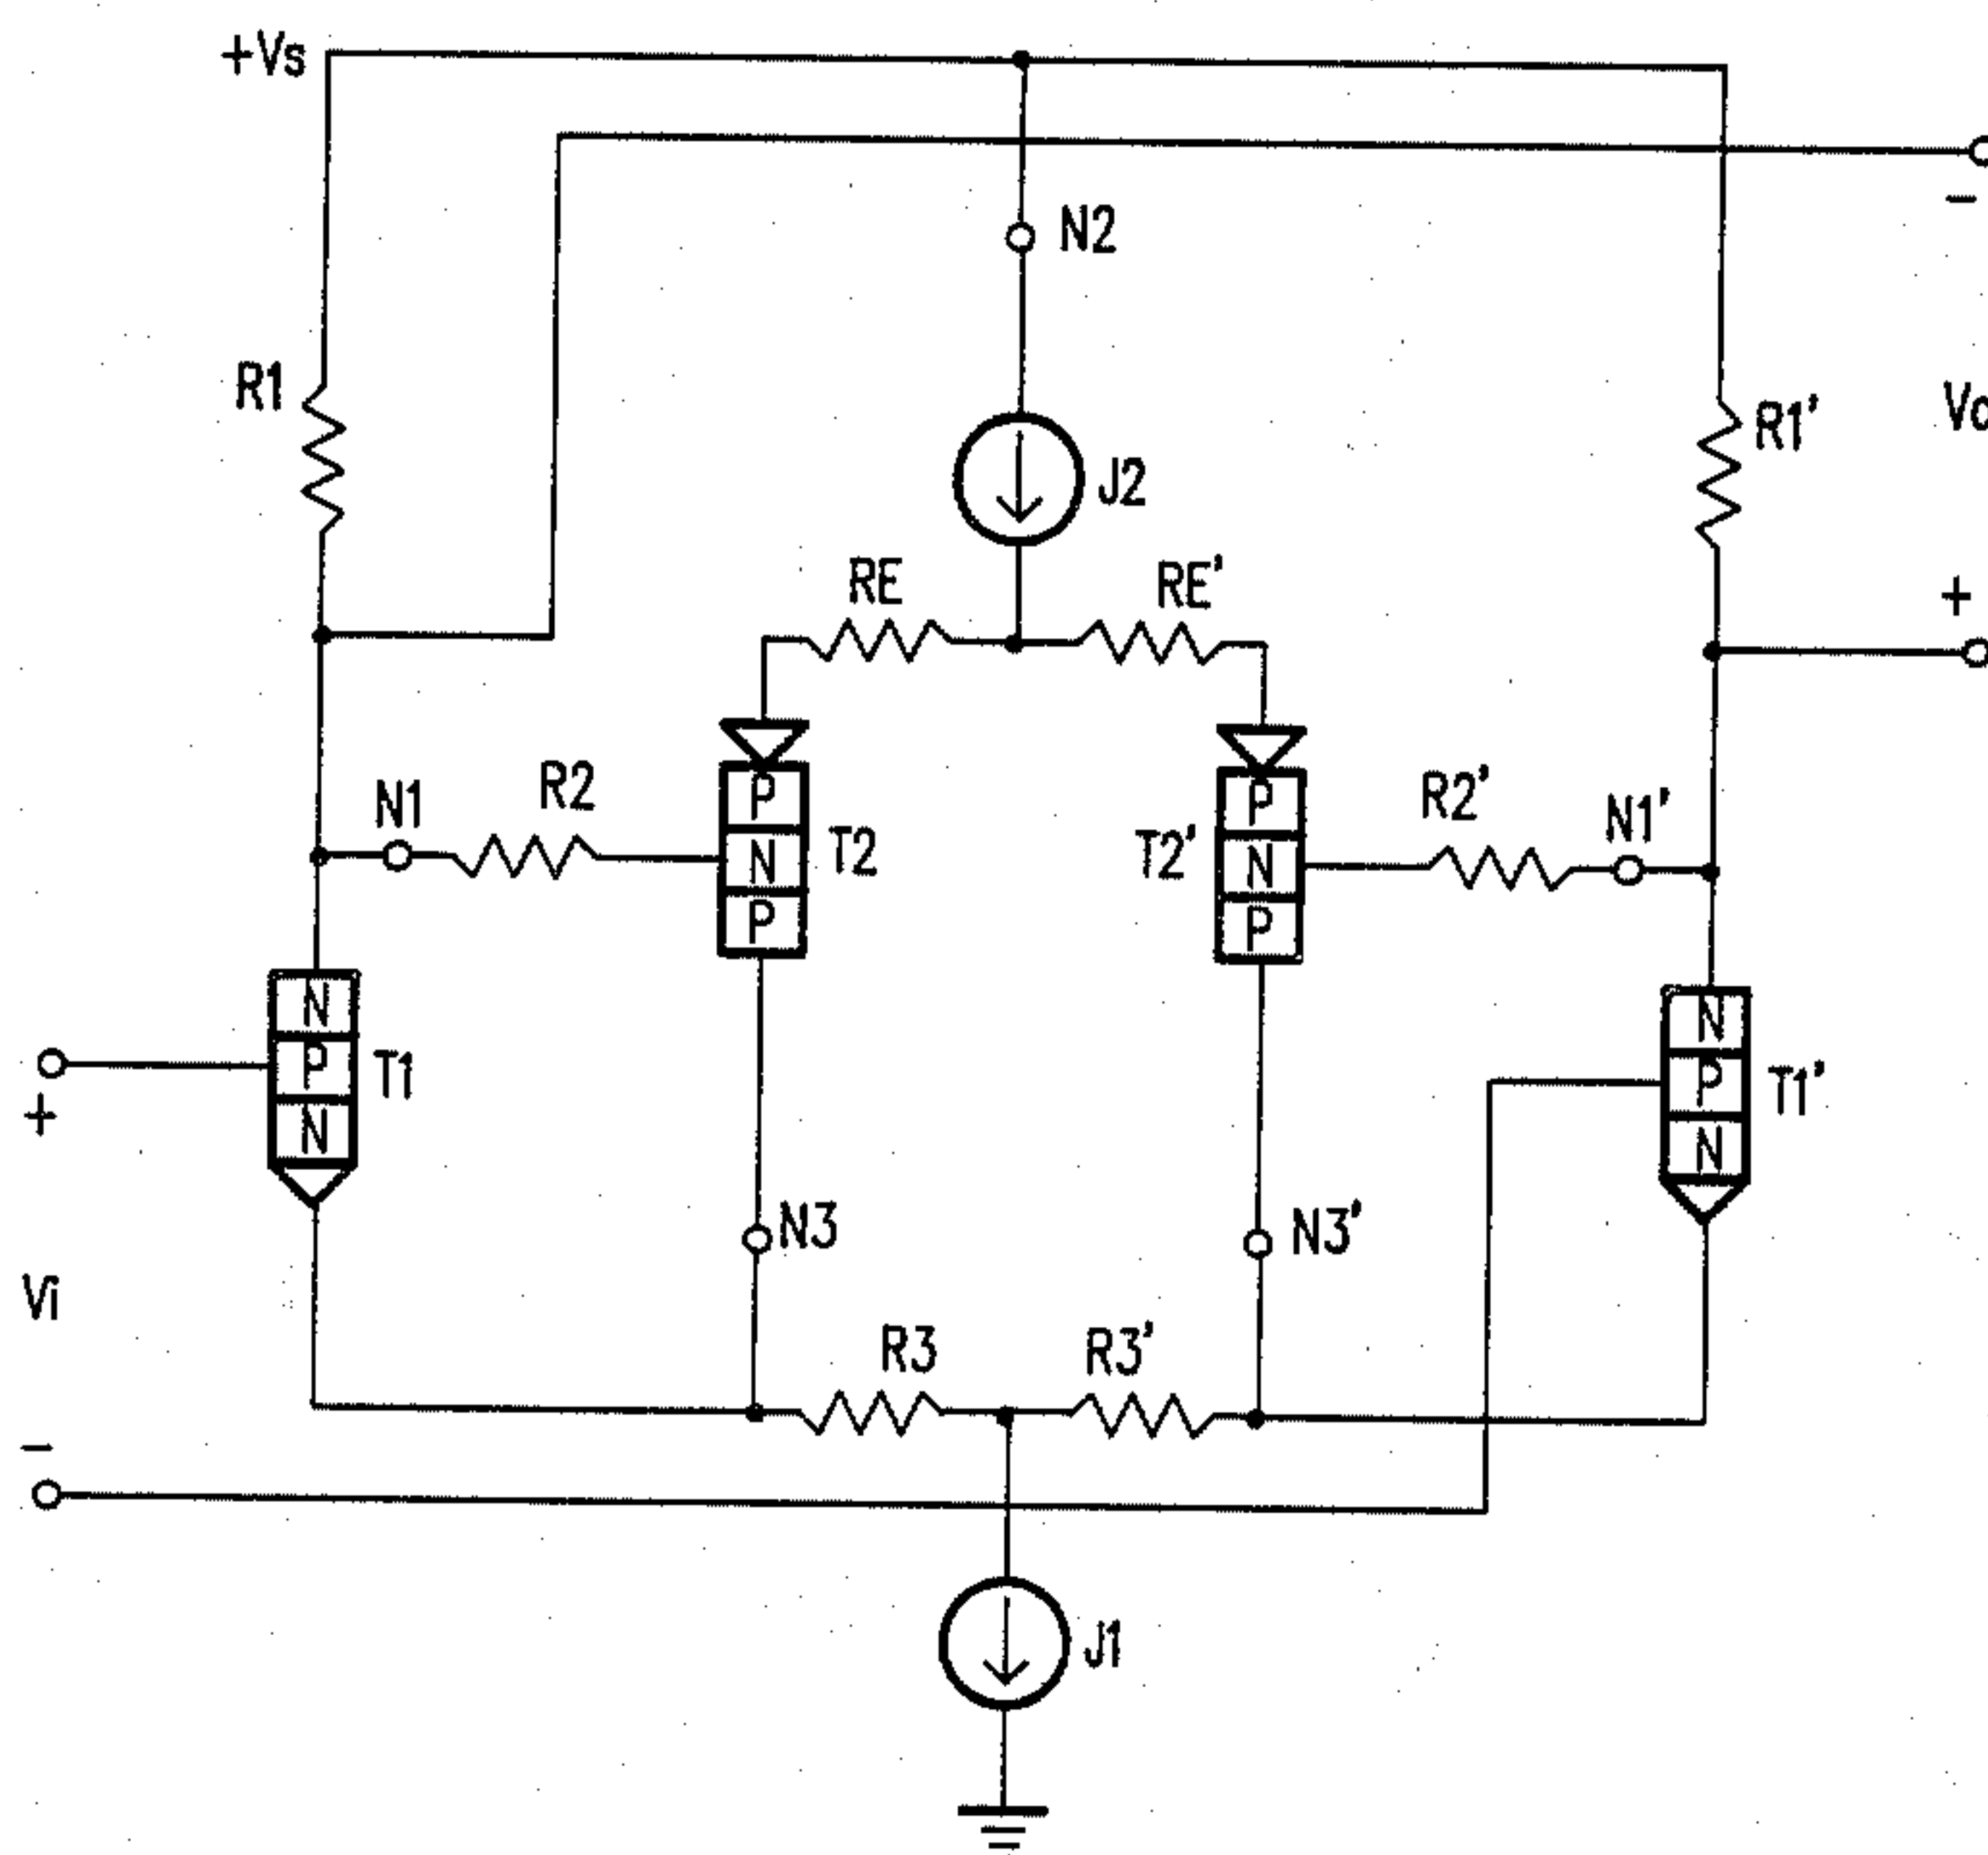 +Vs
N2
-
R1
R1'
J2
Vo
RE
RE'
+
N1
R2
P
N
P
T2
T2'
P
N
P
R2'
N1'
N
P
N
T1
+
N
P
N
T1'
N3
N3'
Vi
R3
R3'
-
J1